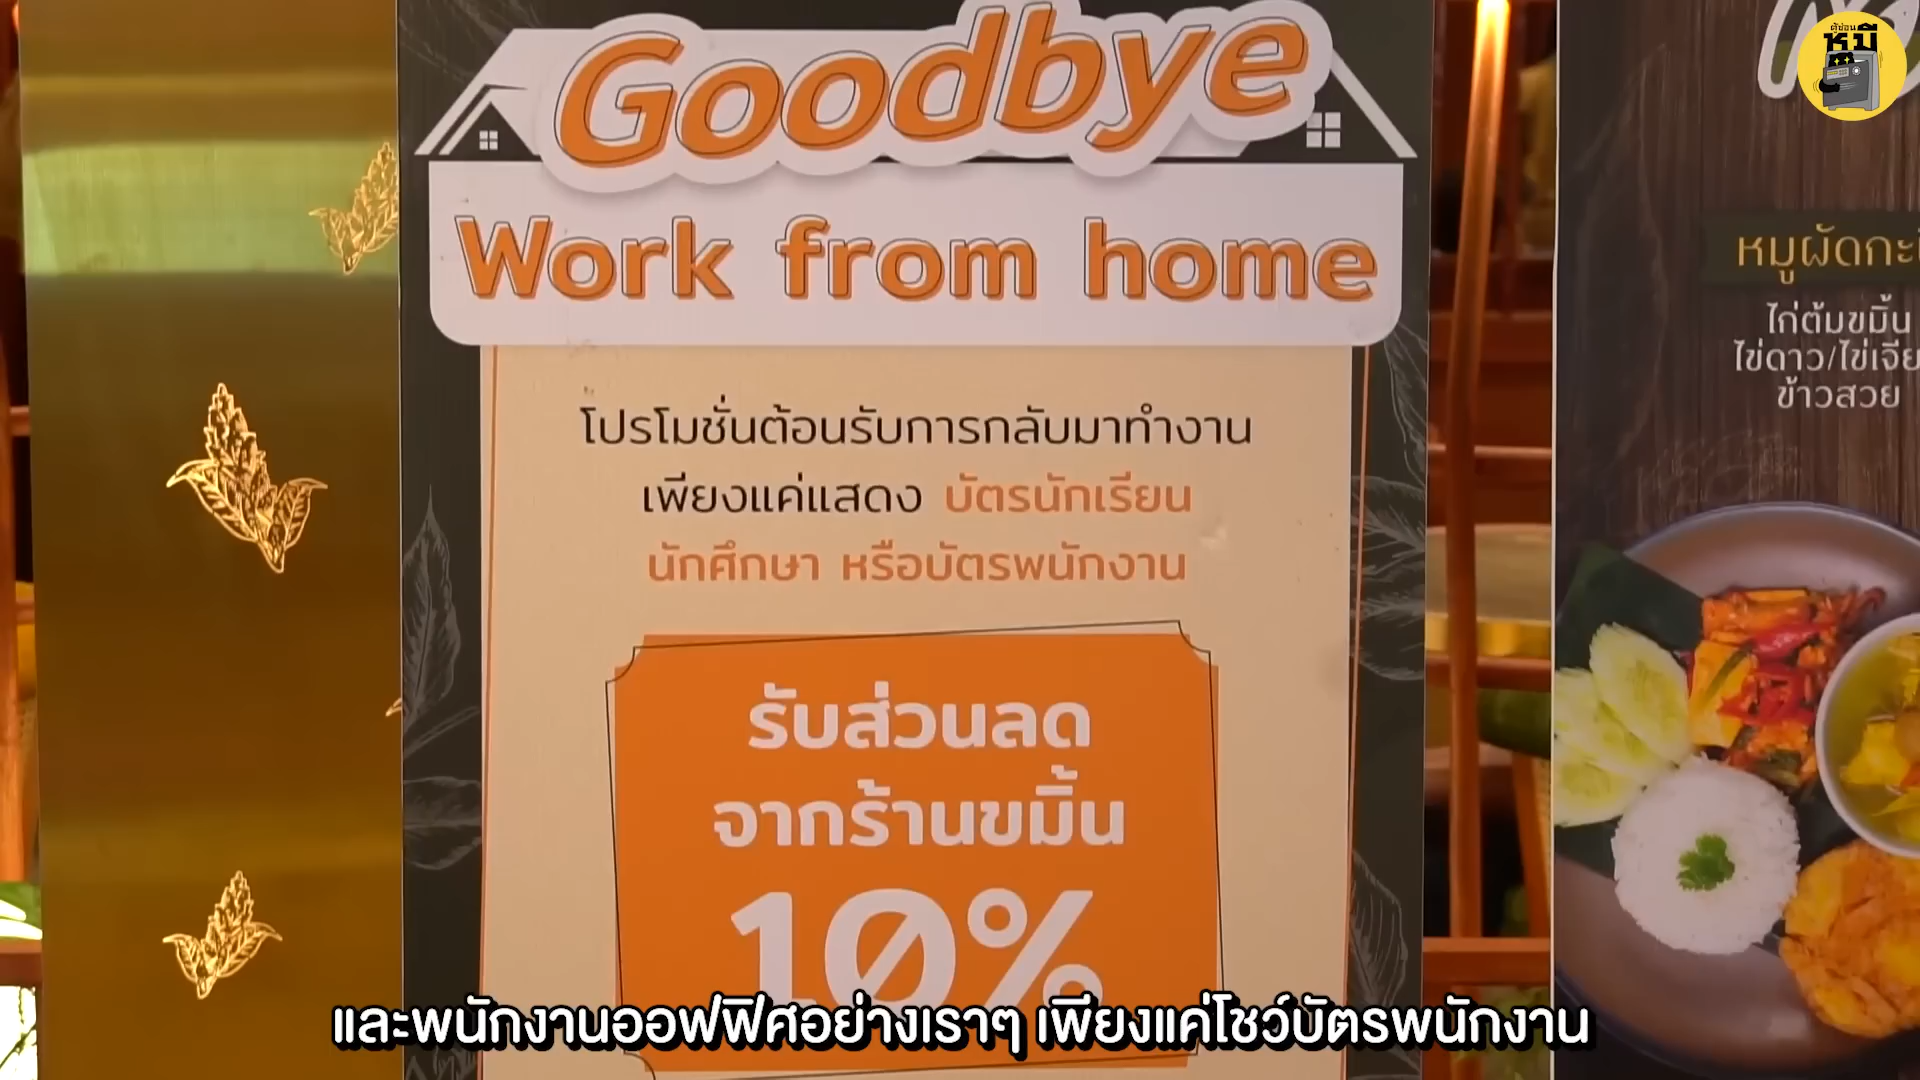 Goodbye
Work from home
โปรโมชั่นต้อนรับการกลับมาทำงาน
เพียงแค่แสดง บัตรนักเรียน
นักศึกษา หรือบัตรพนักงาน
รับส่วนลด
จากร้านขมิ้น
10%
หมูผัดกะ
ไก่ต้มขมิ้น
ไข่ดาว/ไข่เจีย
ข้าวสวย
ตู้ซ่อน
หมี
และพนักงานออฟฟิศอย่างเราๆ เพียงแค่โชว์บัตรพนักงาน